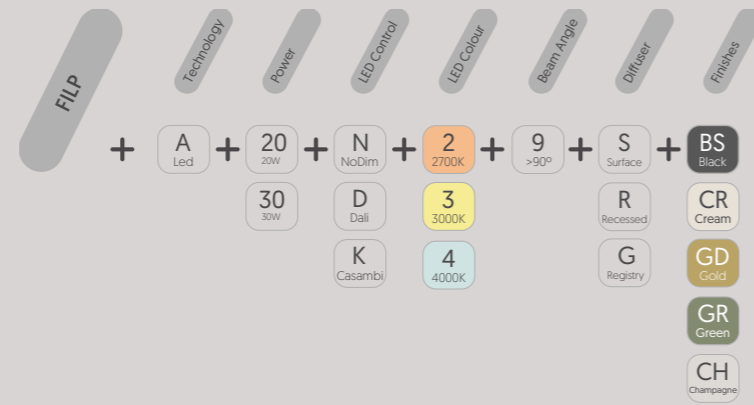 FILP
Technology
Power
LED Control
LED Colour
Beam Angle
Diffuser
Finishes
+ A + 20 + N + 2 + 9 + S + BS
Led 20W NoDim 2700K >90º Surface Black
30 D 3 R CR
30W Dali 3000K Recessed Cream
K 4 G GD
Casambi 4000K Registry Gold
GR
Green
CH
Champagne